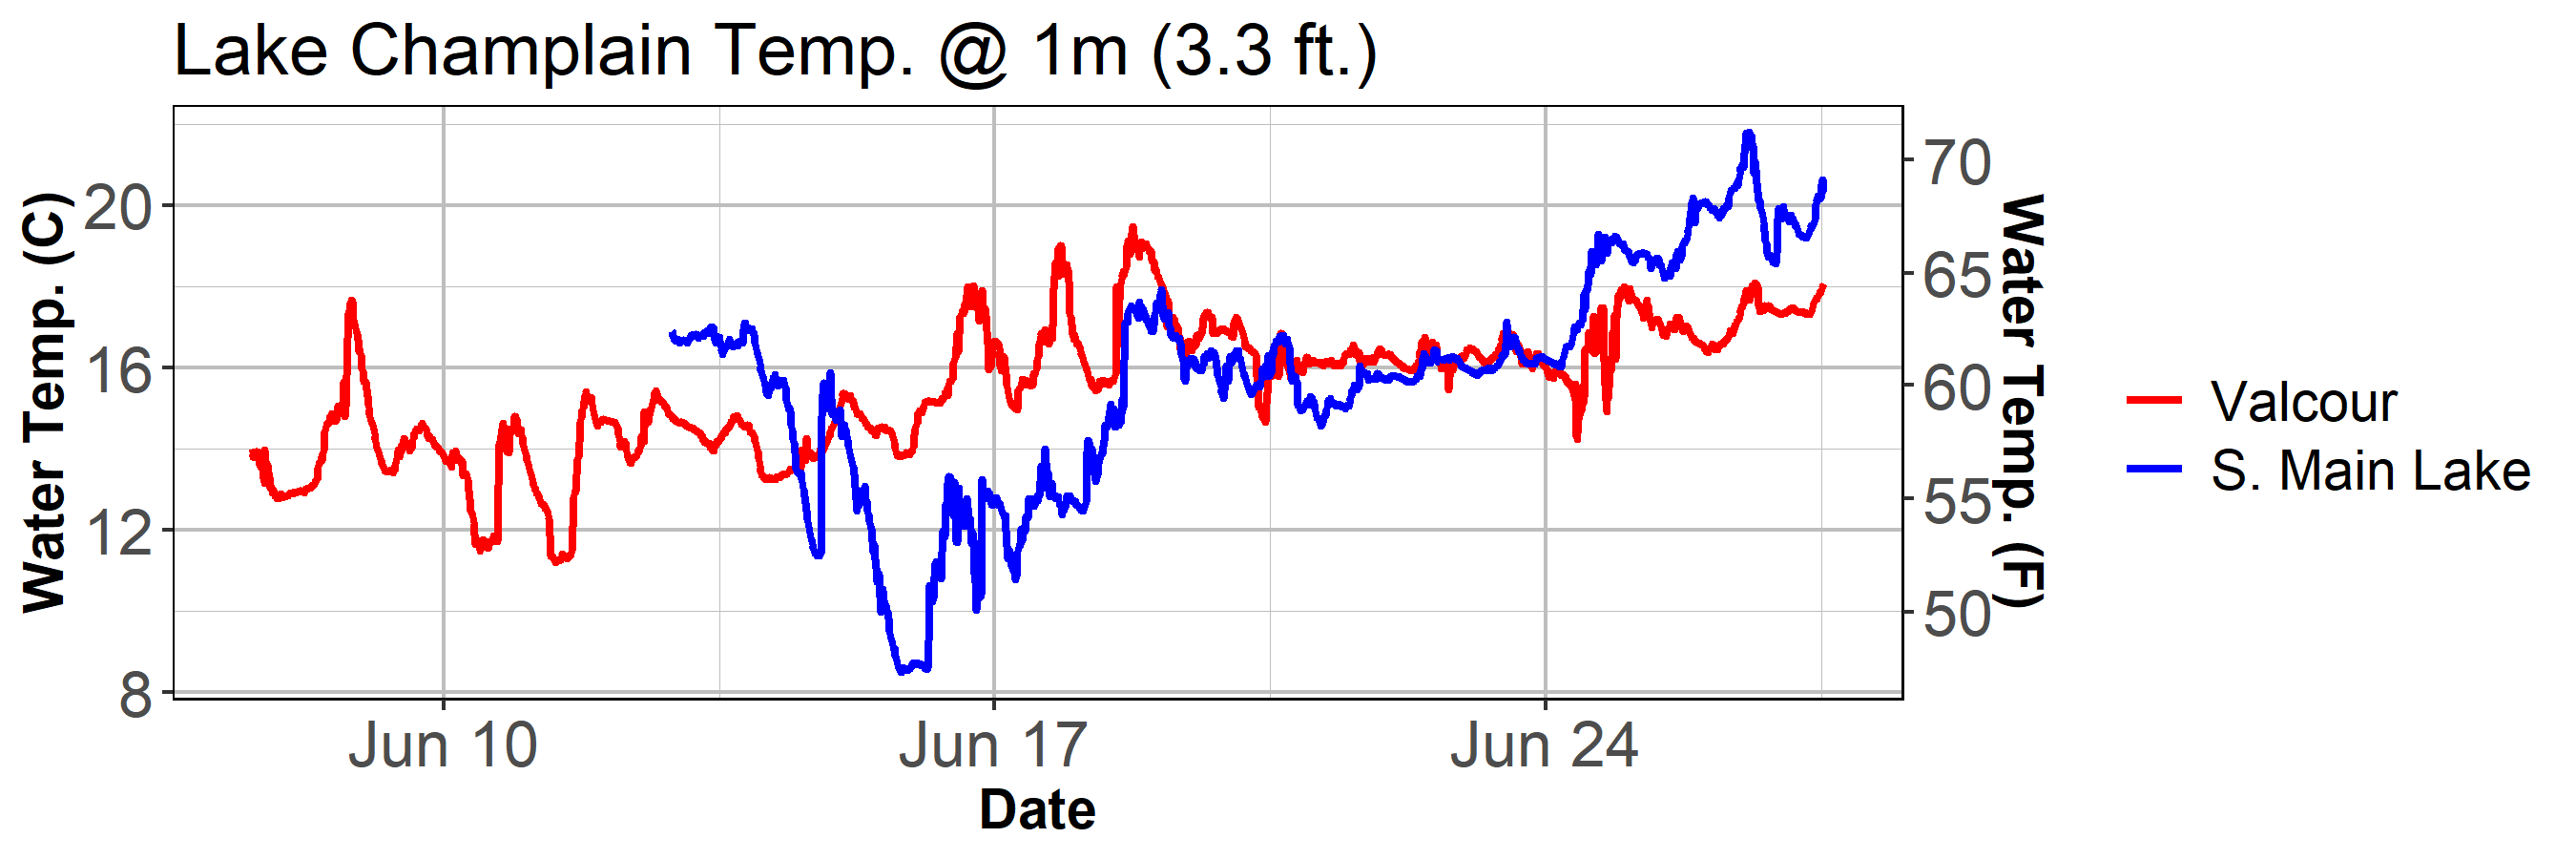 Lake Champlain Temp. @ 1m (3.3 ft.)
Water Temp. (C)
20
16
12
8
70
65
60
55
50
Water Temp. (F)
Jun 10
Jun 17
Jun 24
Date
Valcour
S. Main Lake